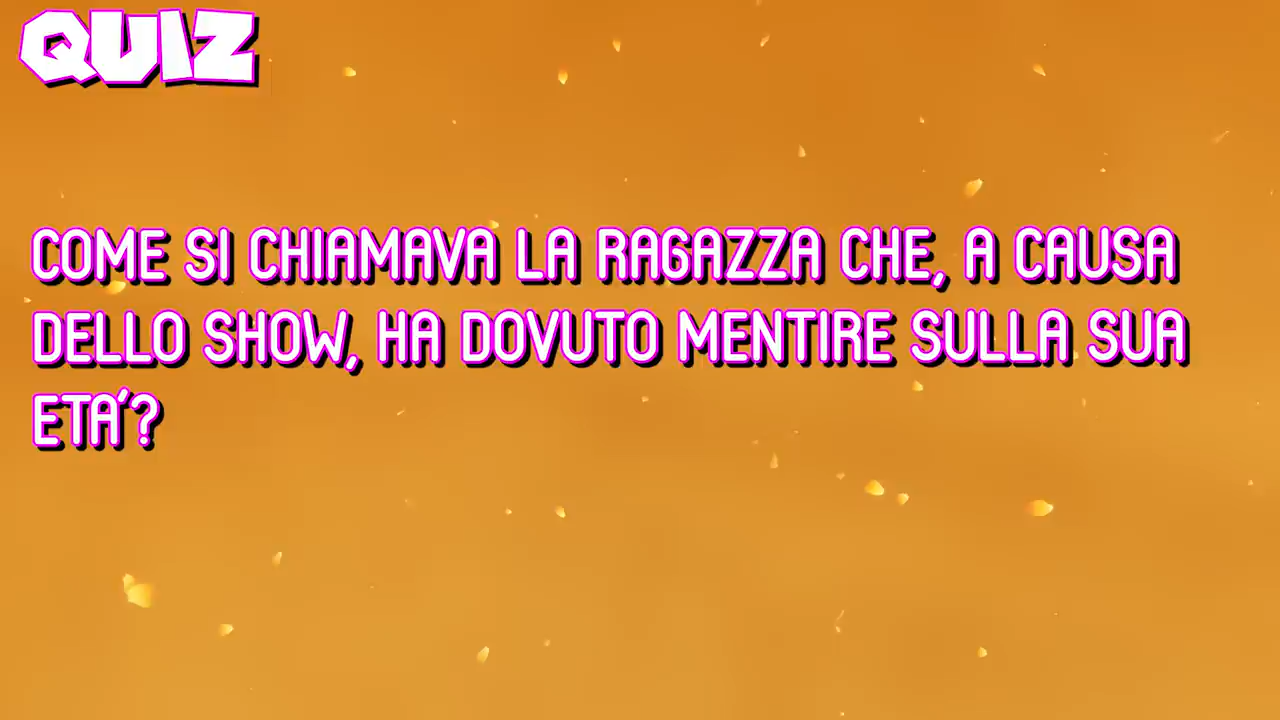 QUIZ
COME SI CHIAMAVA LA RAGAZZA CHE, A CAUSA
DELLO SHOW, HA DOVUTO MENTIRE SULLA SUA
ETA'?